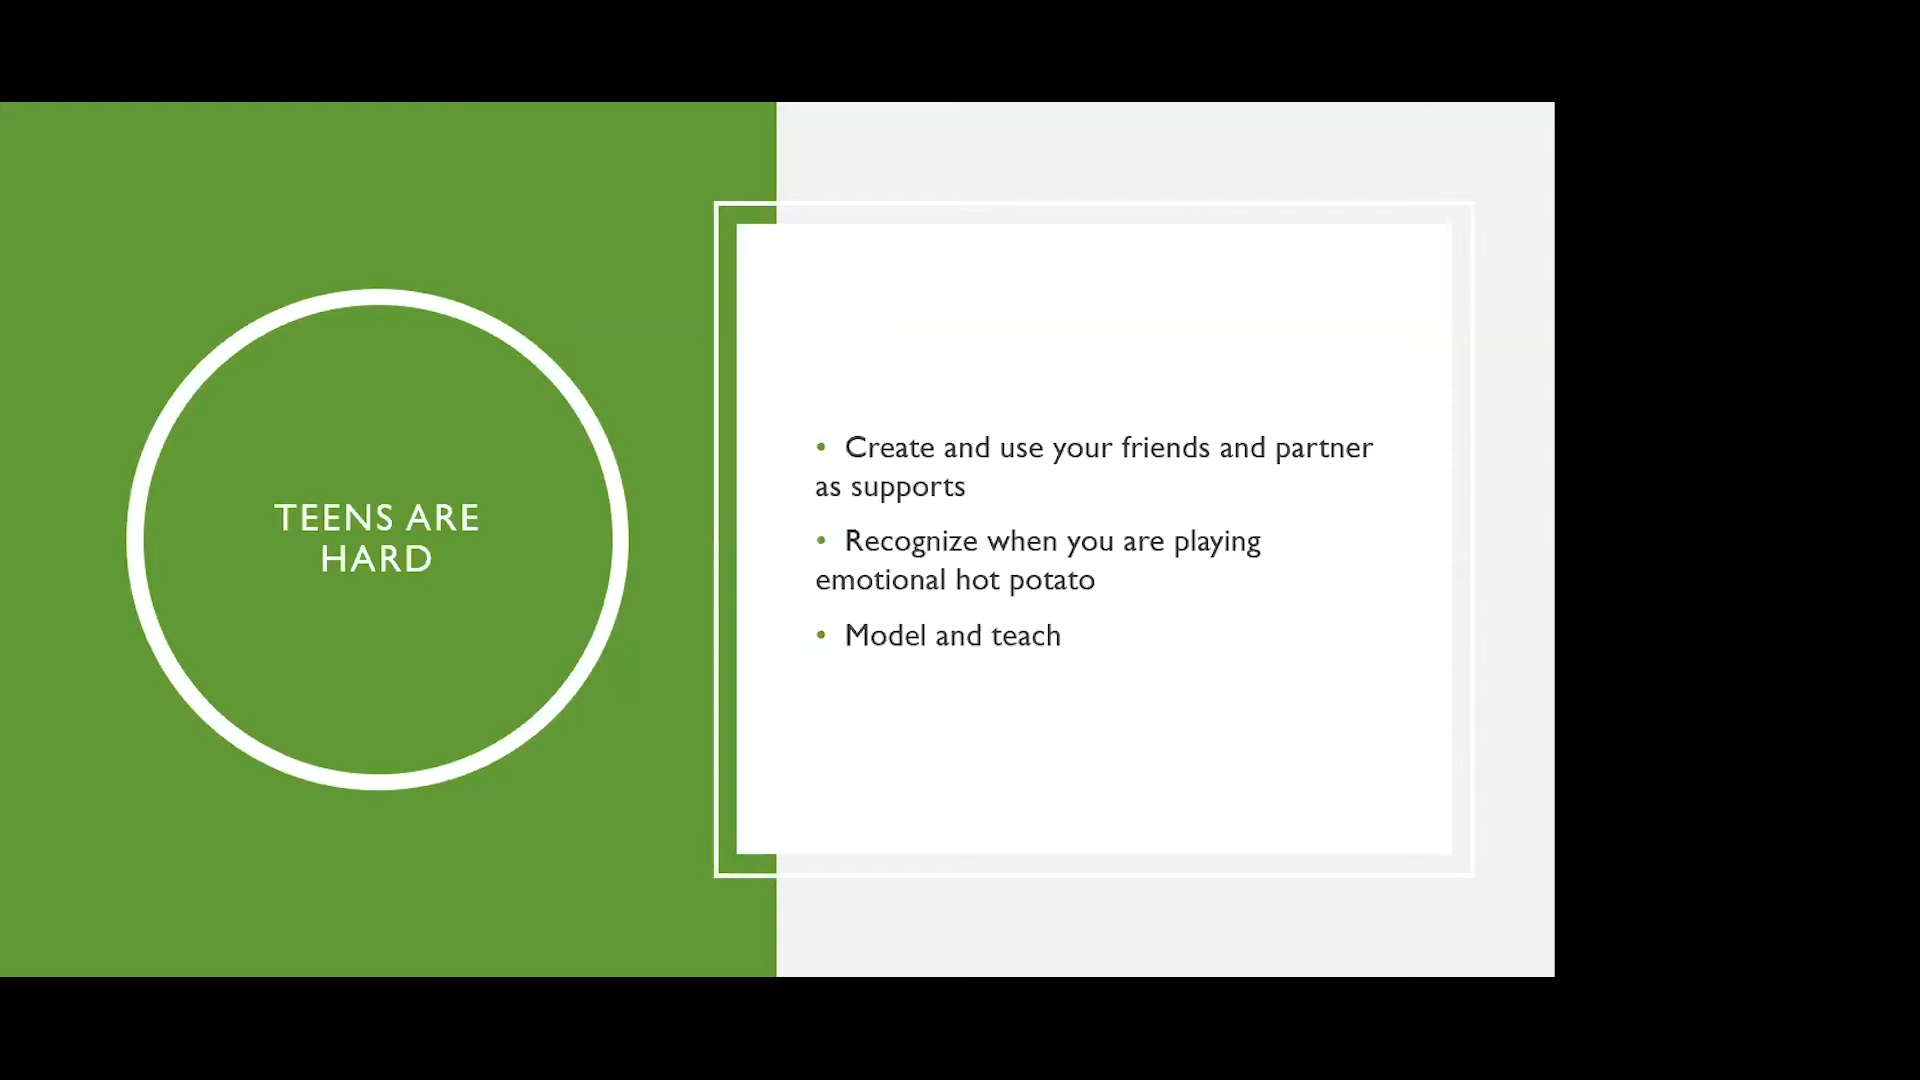 TEENS ARE
HARD
• Create and use your friends and partner
as supports
• Recognize when you are playing
emotional hot potato
• Model and teach